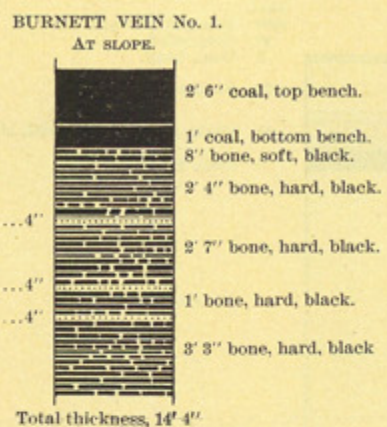 BURNETT VEIN No. 1.
AT SLOPE.
2' 6" coal, top bench.
1' coal, bottom bench.
8" bone, soft, black.
2' 4" bone, hard, black.
...4"
2' 7" bone, hard, black.
...4"
1' bone, hard, black.
...4"
3' 3" bone, hard, black
Total thickness, 14' 4".